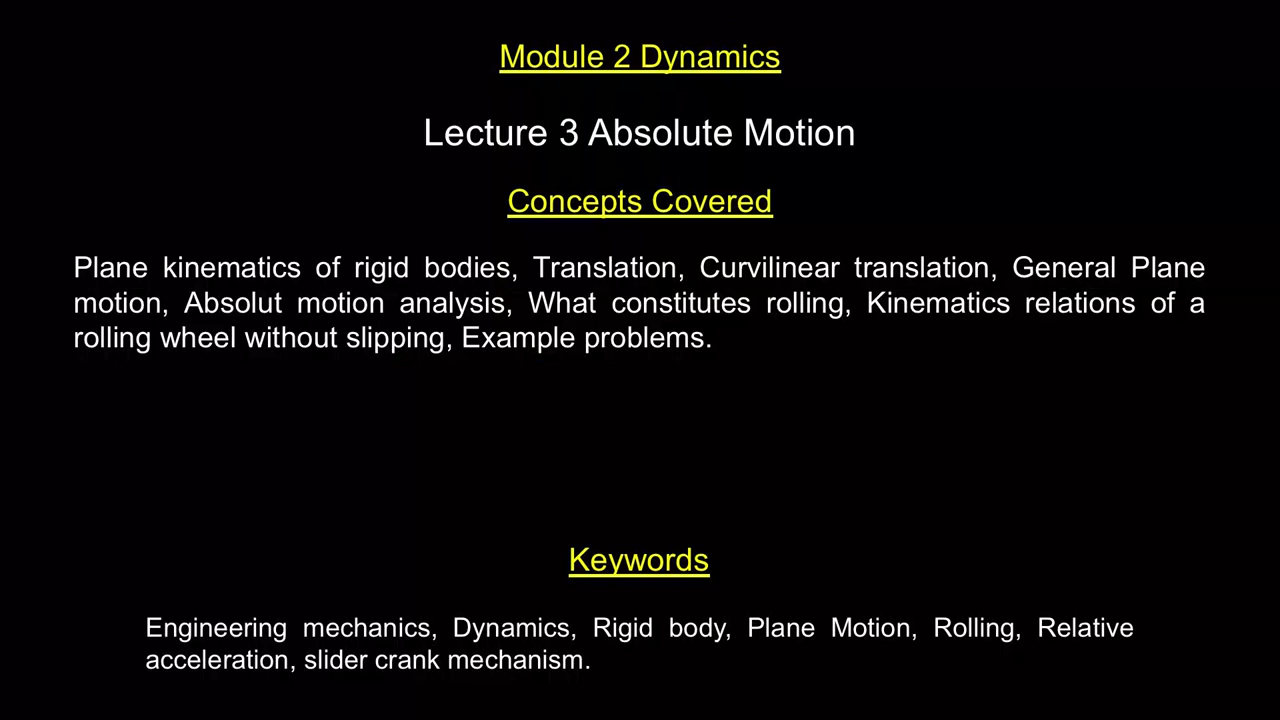 Module 2 Dynamics
Lecture 3 Absolute Motion
Concepts Covered
Plane kinematics of rigid bodies, Translation, Curvilinear translation, General Plane
motion, Absolut motion analysis, What constitutes rolling, Kinematics relations of a
rolling wheel without slipping, Example problems.
Keywords
Engineering mechanics, Dynamics, Rigid body, Plane Motion, Rolling, Relative
acceleration, slider crank mechanism.